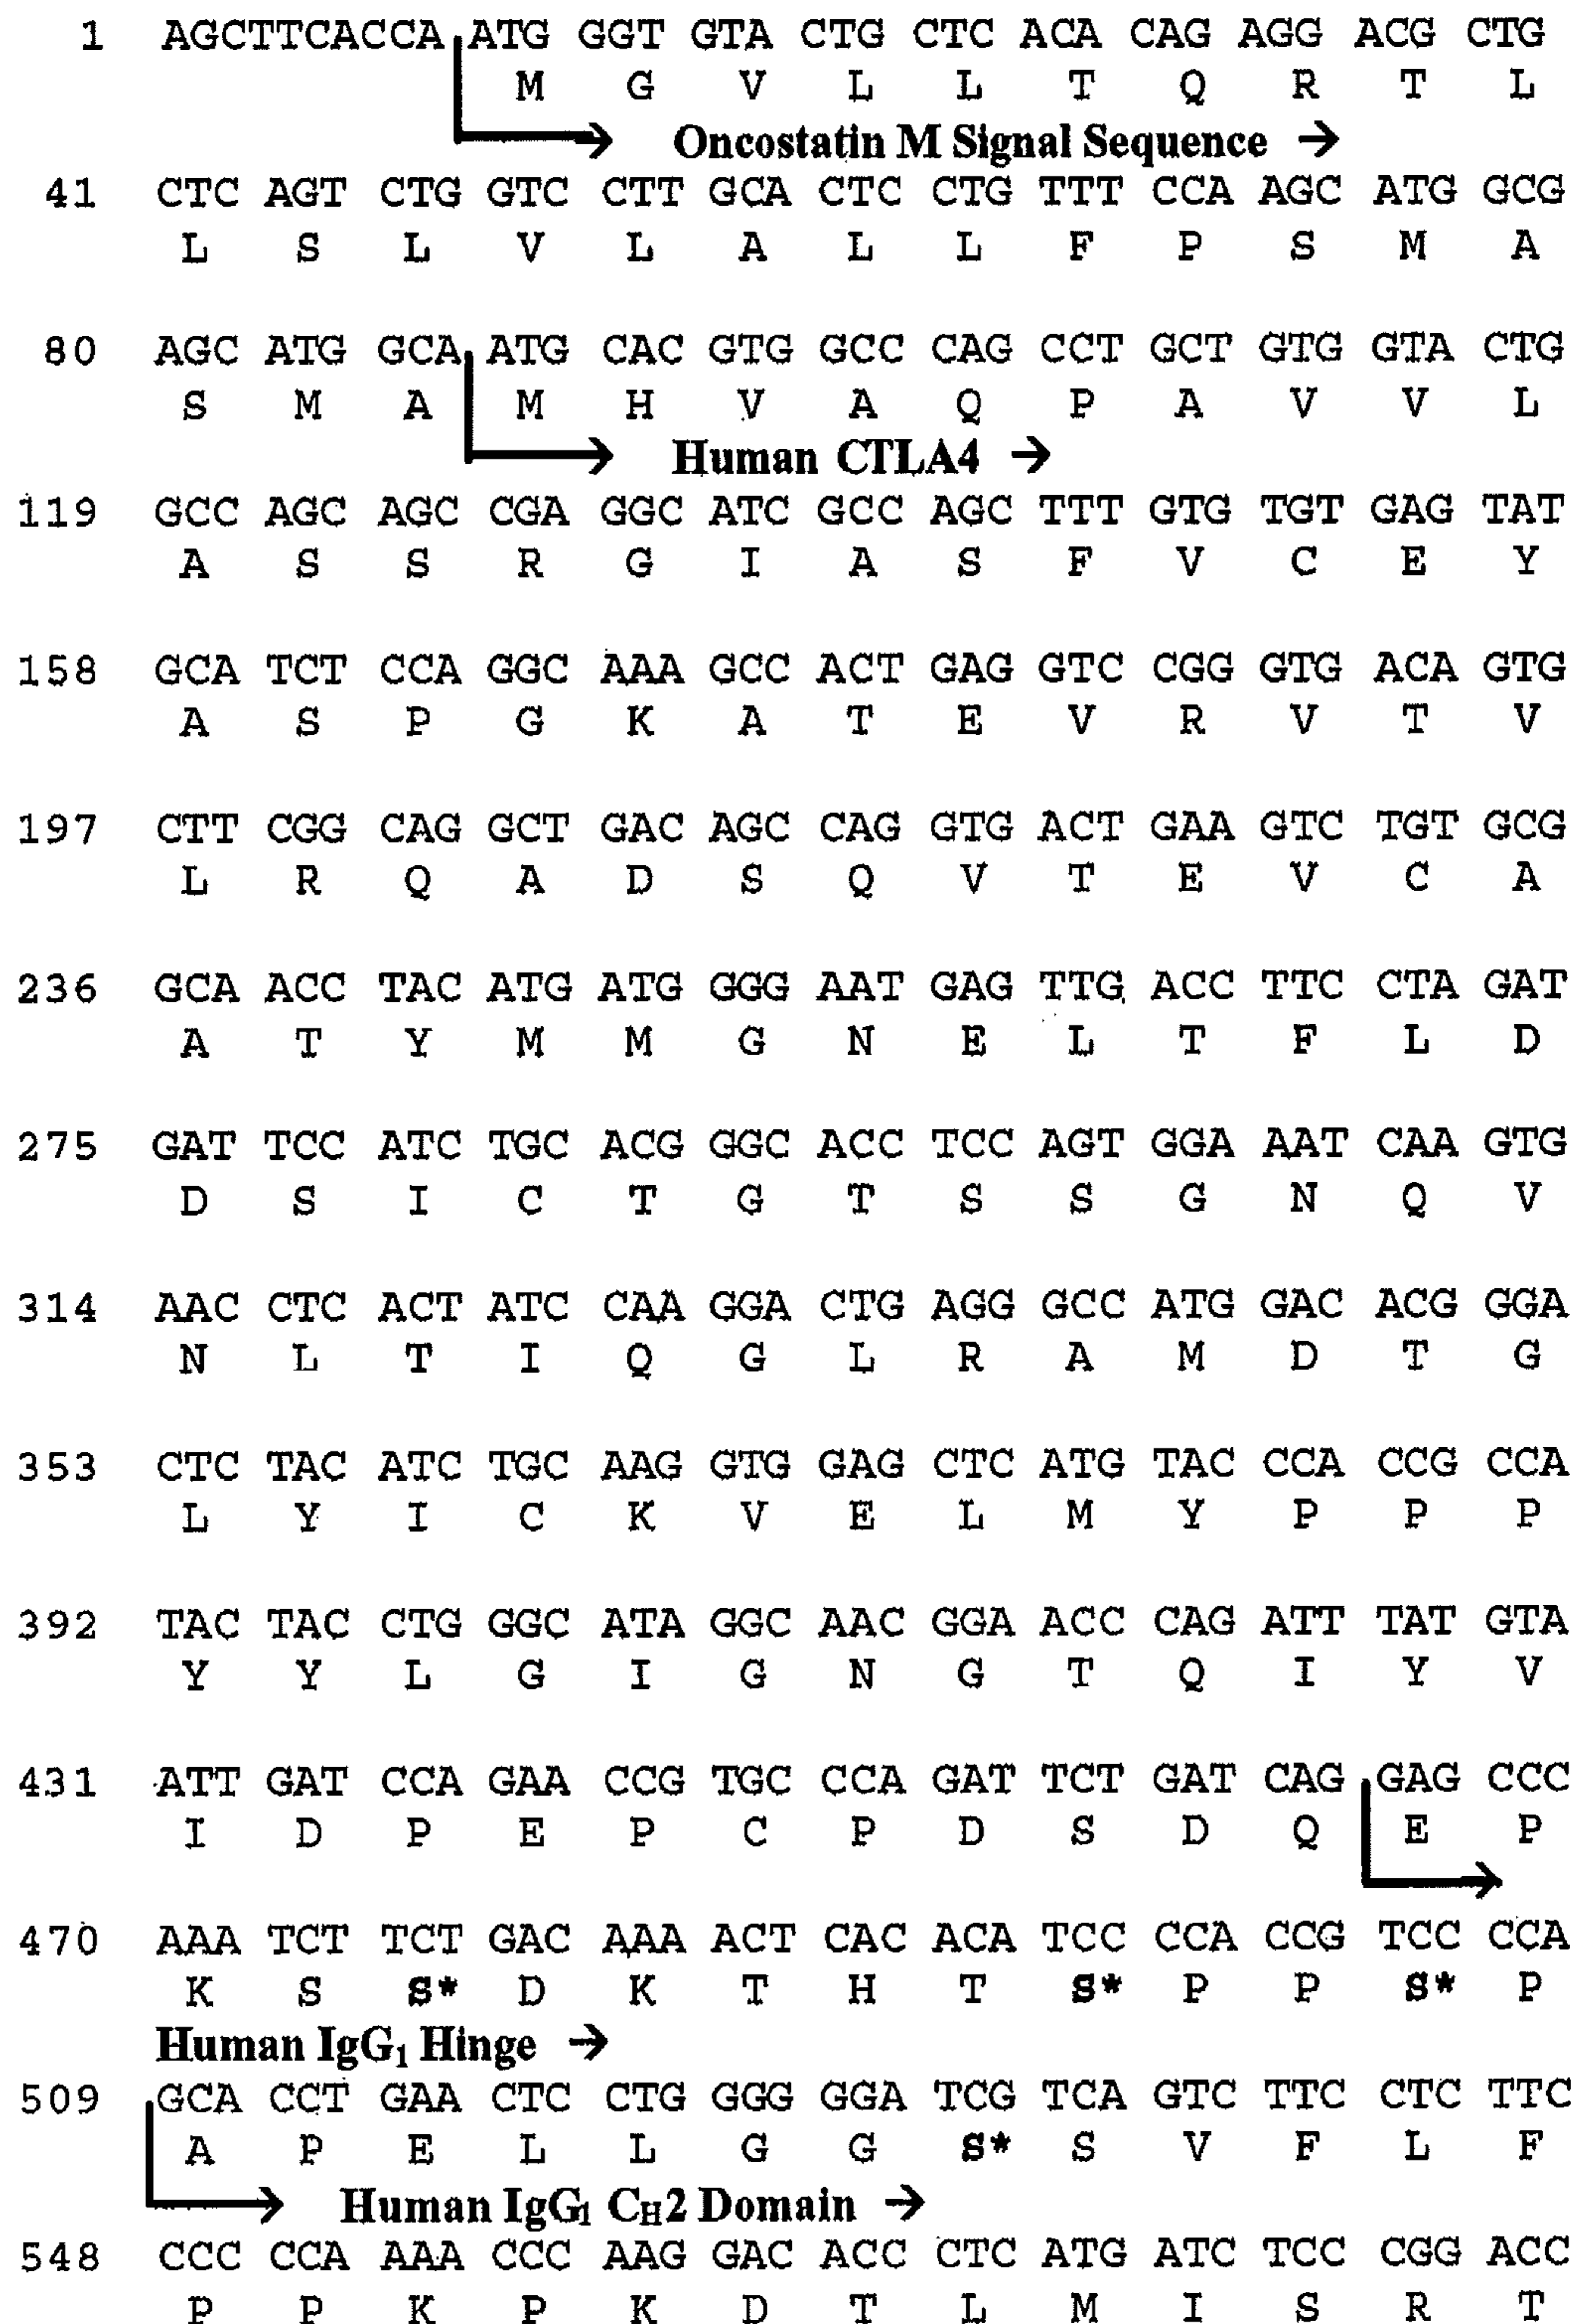 1 AGCTTCACCA ATG GGT GTA CTG CTC ACA CAG AGG ACG CTG
M G V L L T Q R T L
Oncostatin M Signal Sequence →
41 CTC AGT CTG GTC CTT GCA CTC CTG TTT CCA AGC ATG GCG
L S L V L A L L F P S M A
80 AGC ATG GCA ATG CAC GTG GCC CAG CCT GCT GTG GTA CTG
S M A M H V A Q P A V V L
Human CTLA4 →
119 GCC AGC AGC CGA GGC ATC GCC AGC TTT GTG TGT GAG TAT
A S S R G I A S F V C E Y
158 GCA TCT CCA GGC AAA GCC ACT GAG GTC CGG GTG ACA GTG
A S P G K A T E V R V T V
197 CTT CGG CAG GCT GAC AGC CAG GTG ACT GAA GTC TGT GCG
L R Q A D S Q V T E V C A
236 GCA ACC TAC ATG ATG GGG AAT GAG TTG ACC TTC CTA GAT
A T Y M M G N E L T F L D
275 GAT TCC ATC TGC ACG GGC ACC TCC AGT GGA AAT CAA GTG
D S I C T G T S S G N Q V
314 AAC CTC ACT ATC CAA GGA CTG AGG GCC ATG GAC ACG GGA
N L T I Q G L R A M D T G
353 CTC TAC ATC TGC AAG GTG GAG CTC ATG TAC CCA CCG CCA
L Y I C K V E L M Y P P P
392 TAC TAC CTG GGC ATA GGC AAC GGA ACC CAG ATT TAT GTA
Y Y L G I G N G T Q I Y V
431 ATT GAT CCA GAA CCG TGC CCA GAT TCT GAT CAG GAG CCC
I D P E P C P D S D Q E P
470 AAA TCT TCT GAC AAA ACT CAC ACA TCC CCA CCG TCC CCA
K S S* D K T H T S* P P S* P
Human IgG1 Hinge →
509 GCA CCT GAA CTC CTG GGG GGA TCG TCA GTC TTC CTC TTC
A P E L L G G S* S V F L F
Human IgG1 CH2 Domain →
548 CCC CCA AAA CCC AAG GAC ACC CTC ATG ATC TCC CGG ACC
P P K P K D T L M I S R T